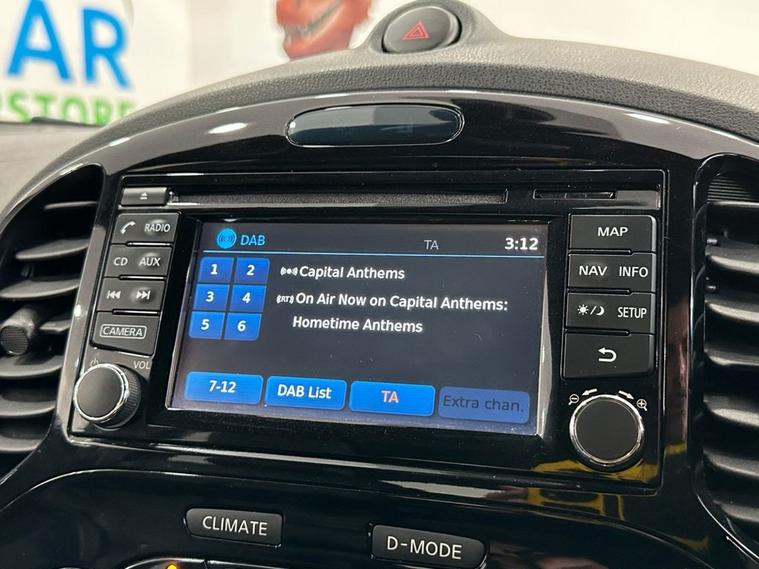 AR
RSTORE
DAB
TA
3:12
1 2
Capital Anthems
3 4
On Air Now on Capital Anthems:
5 6
Hometime Anthems
7-12
DAB List
TA
Extra chan.
RADIO
CD AUX
CAMERA
VOL
MAP
NAV INFO
SETUP
CLIMATE
D-MODE